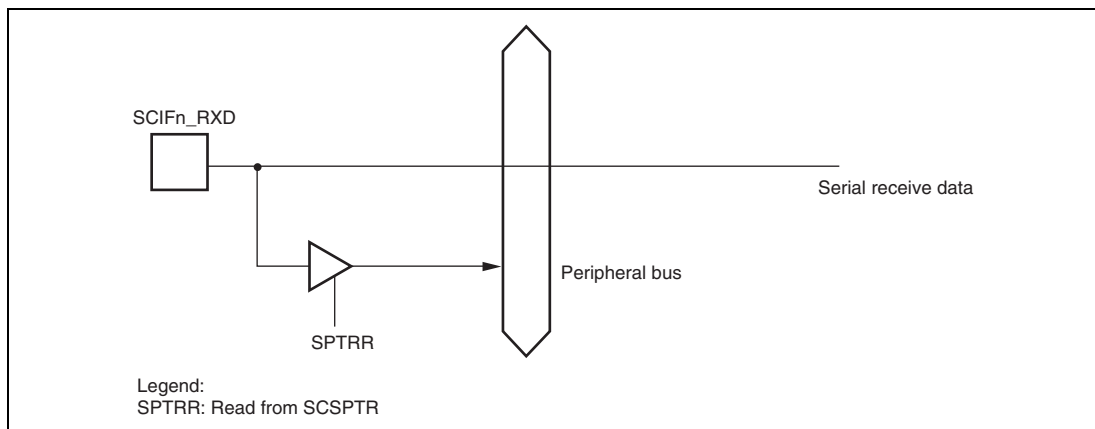 SCIFn_RXD
Serial receive data
Peripheral bus
SPTRR
Legend:
SPTRR: Read from SCSPTR